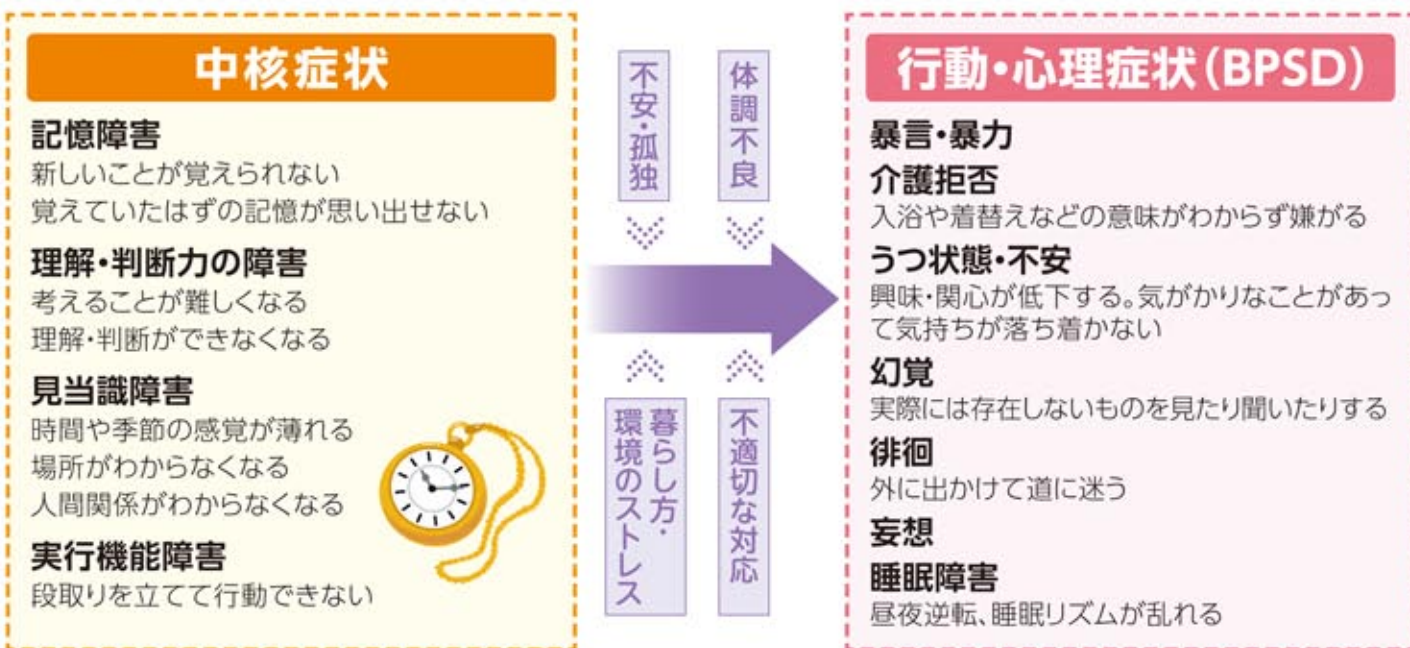 中核症状
記憶障害
新しいことが覚えられない
覚えていたはずの記憶が思い出せない
理解・判断力の障害
考えることが難しくなる
理解・判断ができなくなる
見当識障害
時間や季節の感覚が薄れる
場所がわからなくなる
人間関係がわからなくなる
実行機能障害
段取りを立てて行動できない
不安・孤独
体調不良
暮らし方・
環境のストレス
不適切な対応
行動・心理症状(BPSD)
暴言・暴力
介護拒否
入浴や着替えなどの意味がわからず嫌がる
うつ状態・不安
興味・関心が低下する。気がかりなことがあっ
て気持ちが落ち着かない
幻覚
実際には存在しないものを見たり聞いたりする
徘徊
外に出かけて道に迷う
妄想
睡眠障害
昼夜逆転、睡眠リズムが乱れる